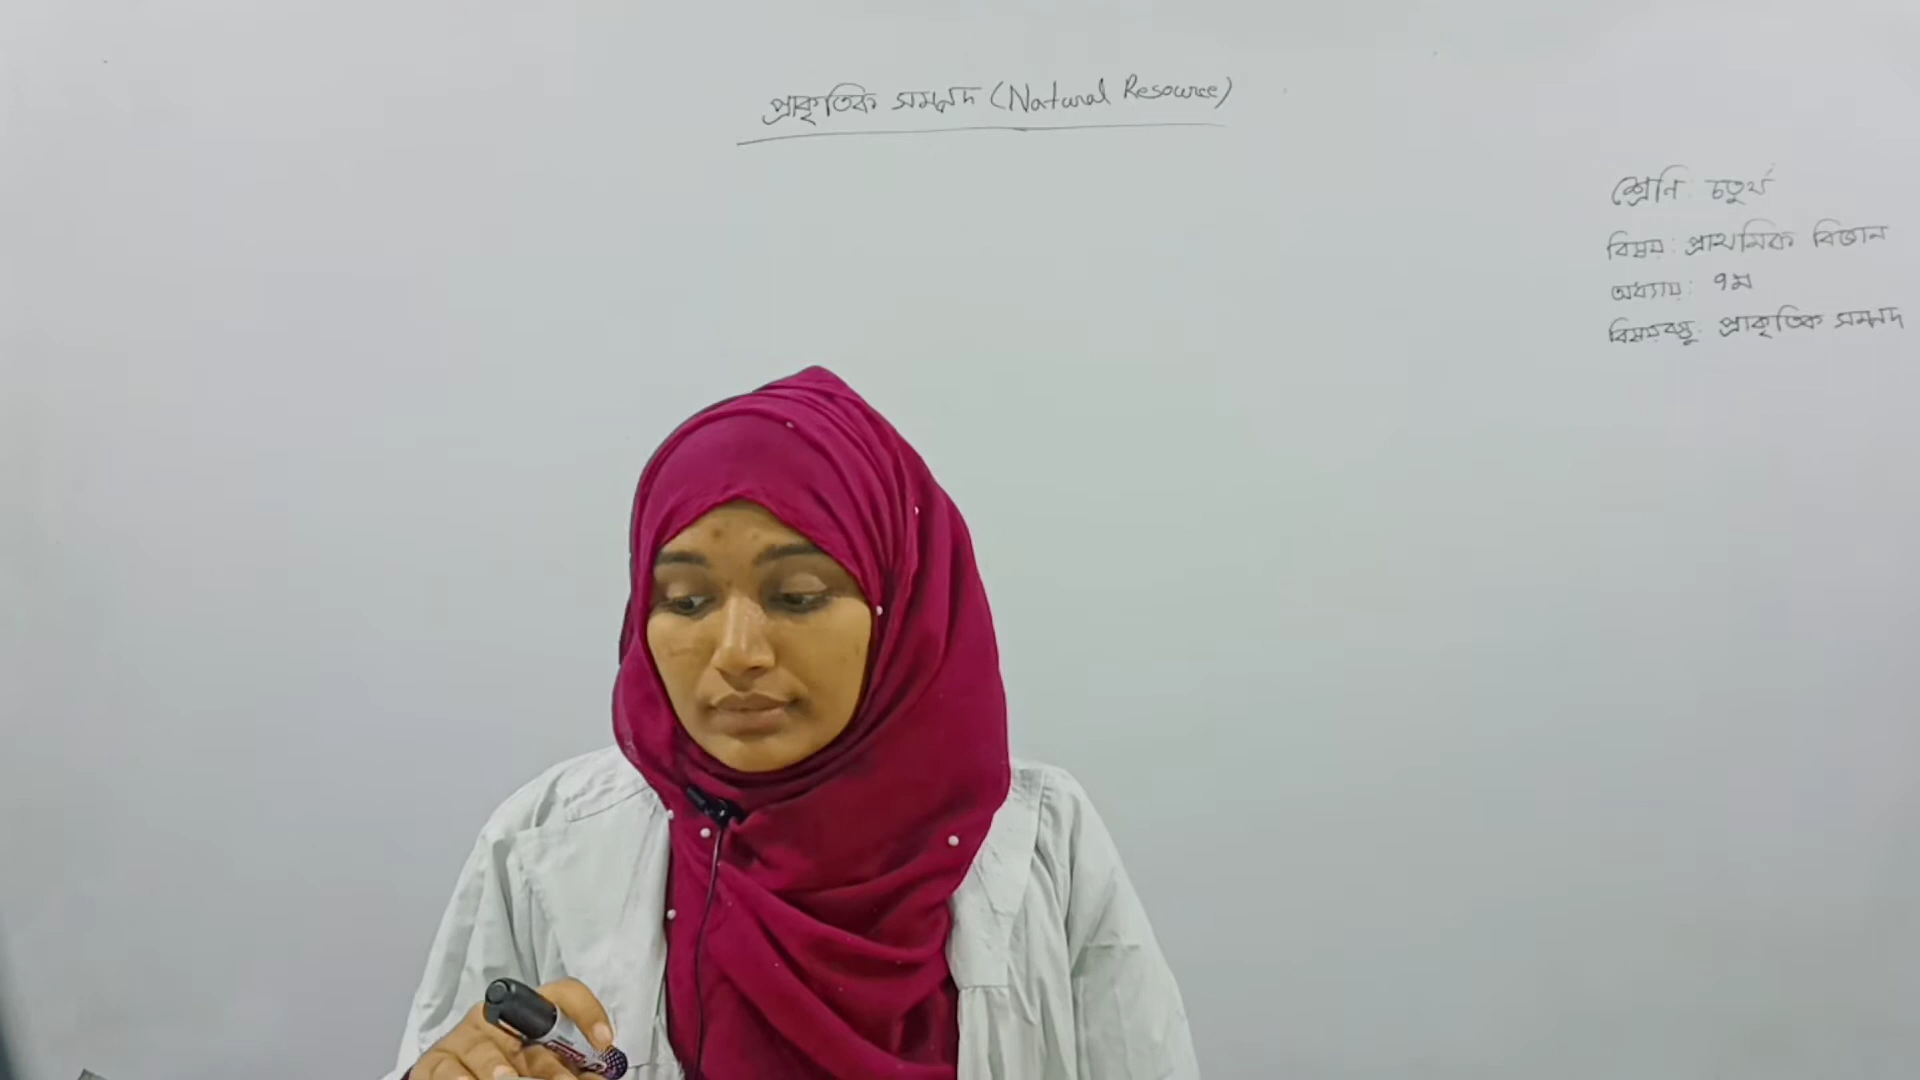 প্রাকৃতিক সম্পদ (Natural Resource)
শ্রেণি: চতুর্থ
বিষয়: প্রাথমিক বিজ্ঞান
অধ্যায়: ৭ম
বিষয়বস্তু: প্রাকৃতিক সম্পদ